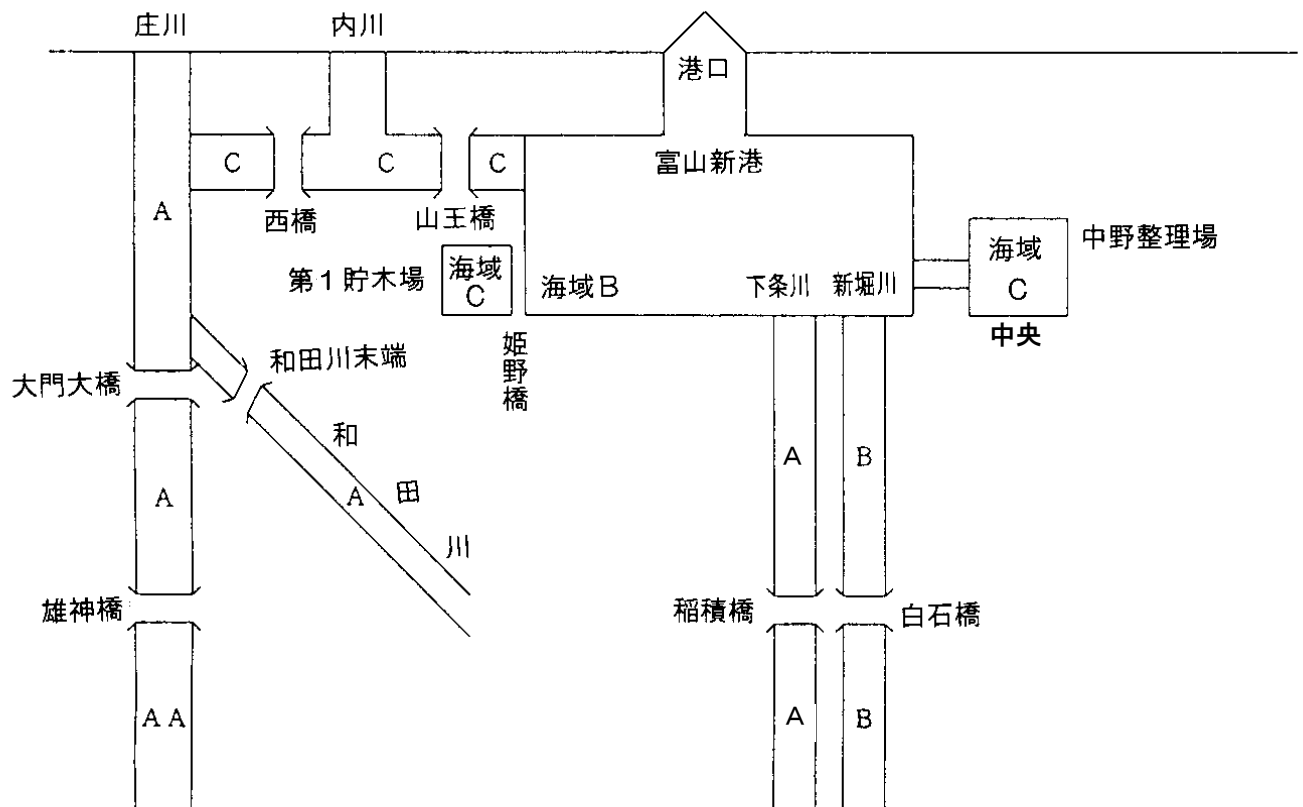 庄川
内川
港口
富山新港
C
C
C
A
西橋
山王橋
中野整理場
海域
C
中央
第1貯木場
海域
C
海域B
下条川
新堀川
姫野橋
和田川末端
大門大橋
和田川
A
A
A
B
雄神橋
稲積橋
白石橋
AA
A
B